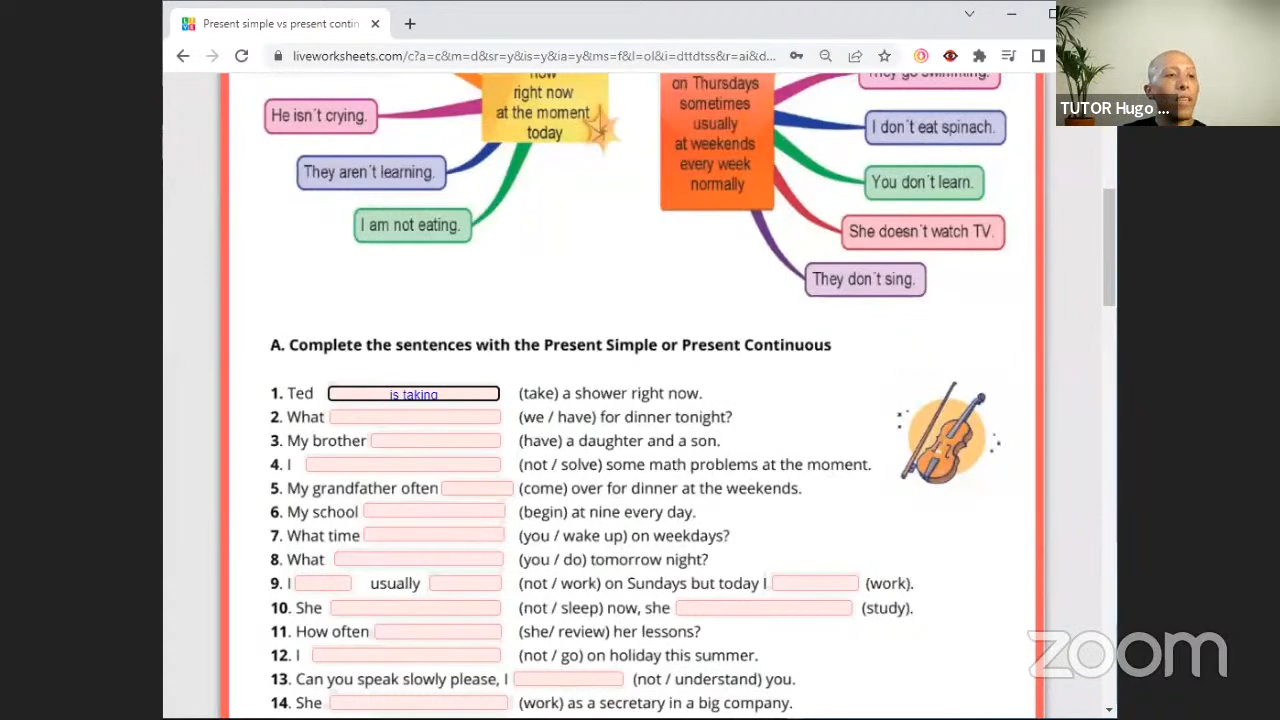 Present simple vs present contin
liveworksheets.com/c?a=c&m=d&sr=y&is=y&ia=y&ms=f&l=ol&i=dttdtss&r=ai&d...
TUTOR Hugo ...
now
right now
at the moment
today
He isn´t crying.
They aren´t learning.
I am not eating.
on Thursdays
sometimes
usually
at weekends
every week
normally
They go swimming.
I don´t eat spinach.
You don´t learn.
She doesn´t watch TV.
They don´t sing.
A. Complete the sentences with the Present Simple or Present Continuous
1. Ted is taking (take) a shower right now.
2. What (we / have) for dinner tonight?
3. My brother (have) a daughter and a son.
4. I (not / solve) some math problems at the moment.
5. My grandfather often (come) over for dinner at the weekends.
6. My school (begin) at nine every day.
7. What time (you / wake up) on weekdays?
8. What (you / do) tomorrow night?
9. I usually (not / work) on Sundays but today I (work).
10. She (not / sleep) now, she (study).
11. How often (she/ review) her lessons?
12. I (not / go) on holiday this summer.
13. Can you speak slowly please, I (not / understand) you.
14. She (work) as a secretary in a big company.
zoom